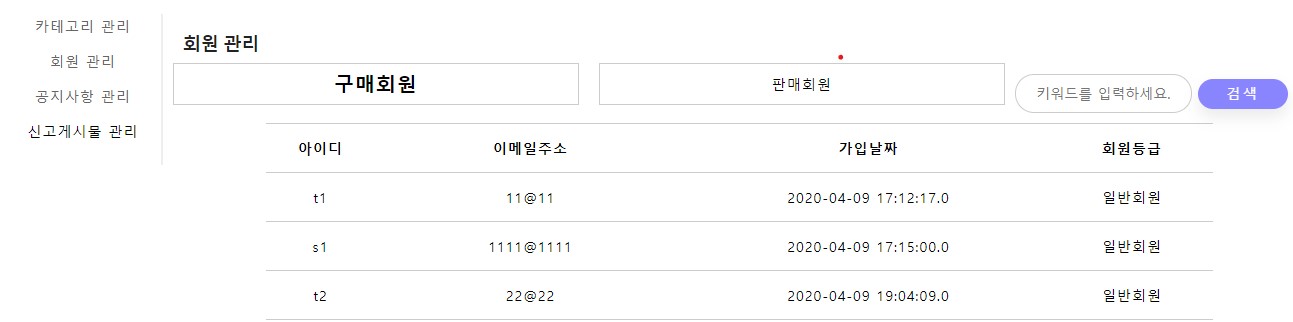 카테고리 관리
회원 관리
공지사항 관리
신고게시물 관리
회원 관리
구매회원 판매회원 키워드를 입력하세요. 검색
아이디 이메일주소 가입날짜 회원등급
t1 11@11 2020-04-09 17:12:17.0 일반회원
s1 1111@1111 2020-04-09 17:15:00.0 일반회원
t2 22@22 2020-04-09 19:04:09.0 일반회원